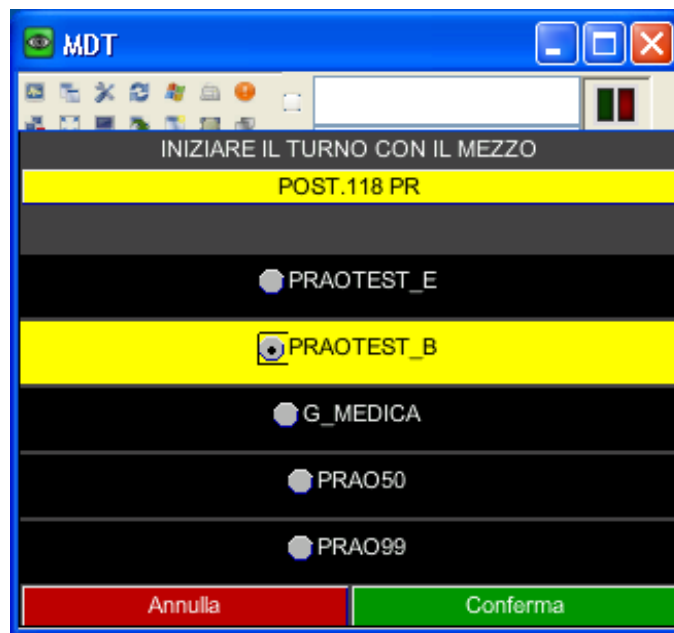 MDT
INIZIARE IL TURNO CON IL MEZZO
POST.118 PR
PRAOTEST_E
PRAOTEST_B
G_MEDICA
PRAO50
PRAO99
Annulla Conferma